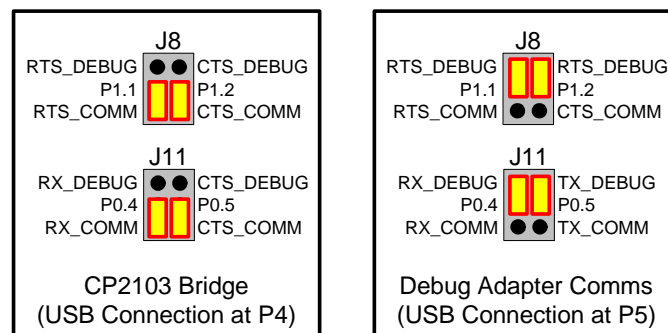 J8
RTS_DEBUG CTS_DEBUG
P1.1 P1.2
RTS_COMM CTS_COMM
J11
RX_DEBUG CTS_DEBUG
P0.4 P0.5
RX_COMM CTS_COMM
CP2103 Bridge
(USB Connection at P4)
J8
RTS_DEBUG RTS_DEBUG
P1.1 P1.2
RTS_COMM CTS_COMM
J11
RX_DEBUG TX_DEBUG
P0.4 P0.5
RX_COMM TX_COMM
Debug Adapter Comms
(USB Connection at P5)